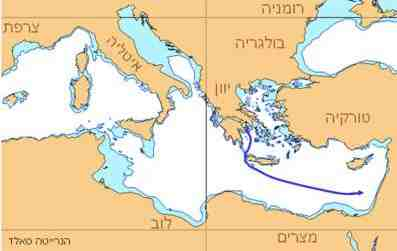 רומניה
צרפת
בולגריה
איטליה
יוון
טורקיה
לוב
מצרים
הנרייטה סאלד